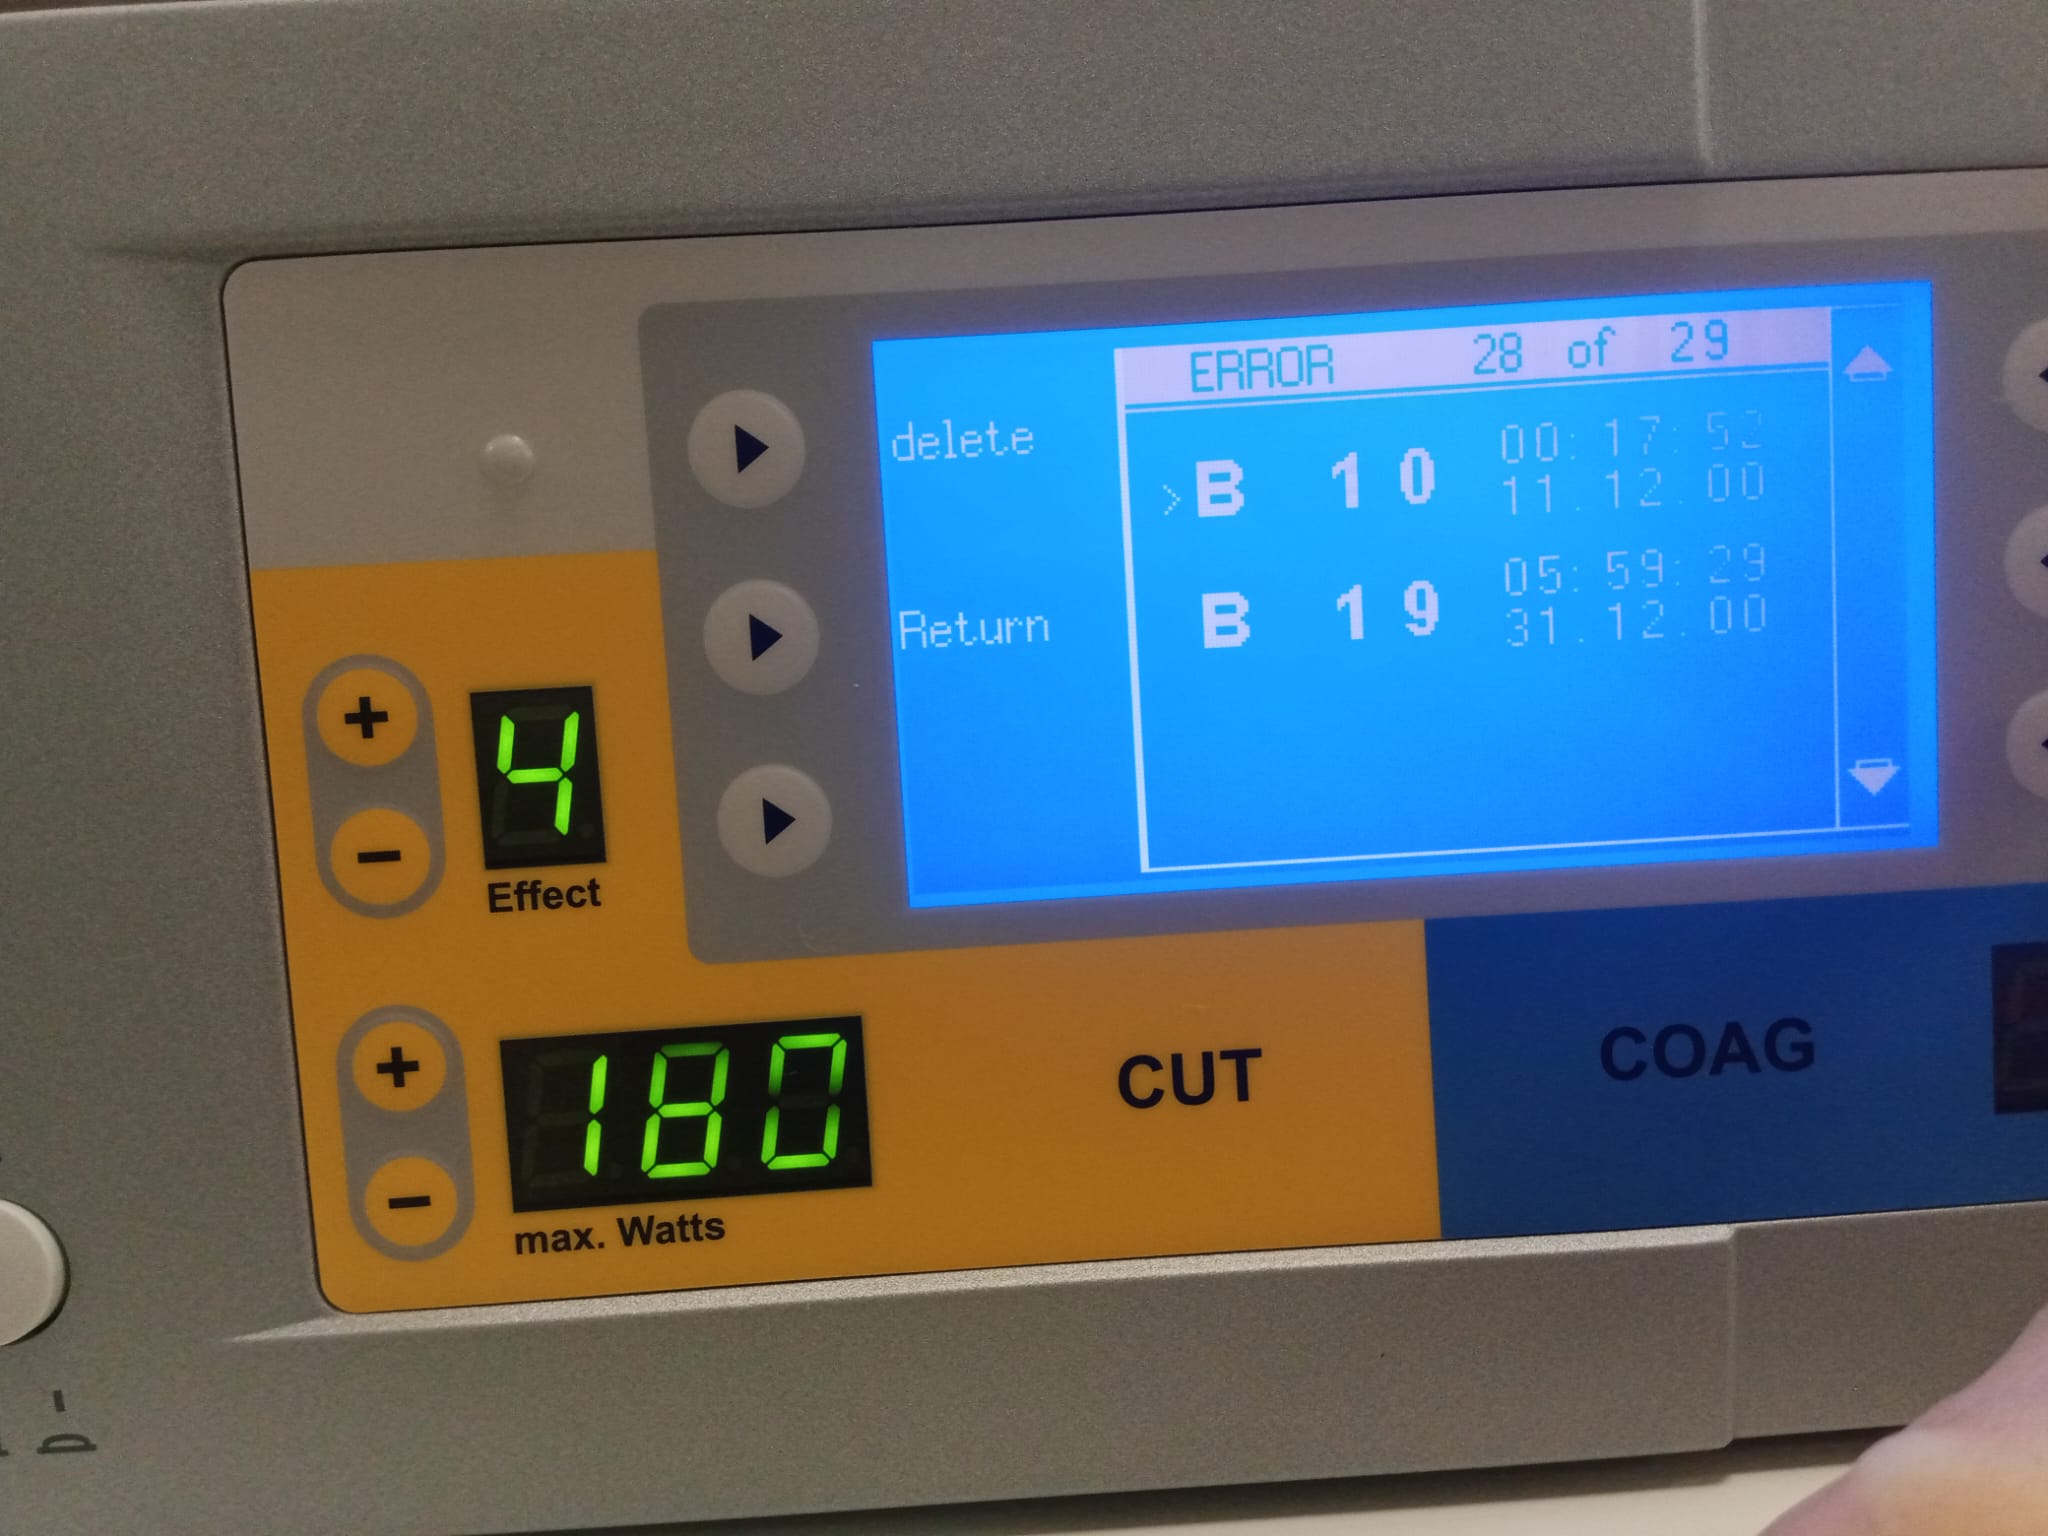 ERROR 28 of 29
delete
>B 10 00:17:52
11.12.00
Return
B 19 05:59:29
31.12.00
+
4
-
Effect
+
180
-
max. Watts
CUT
COAG